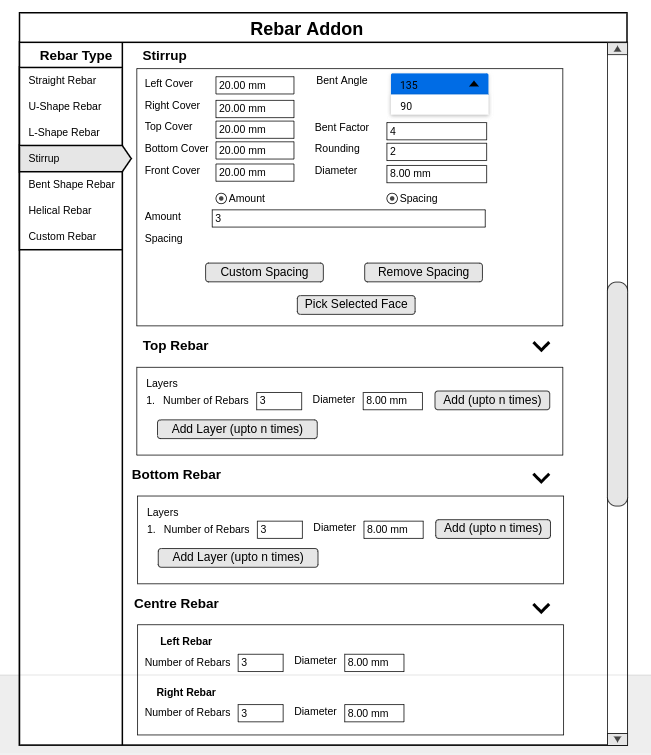 Rebar Addon
Rebar Type
Straight Rebar
U-Shape Rebar
L-Shape Rebar
Stirrup
Bent Shape Rebar
Helical Rebar
Custom Rebar
Stirrup
Left Cover 20.00 mm Bent Angle 135
90
Right Cover 20.00 mm
Top Cover 20.00 mm Bent Factor 4
Bottom Cover 20.00 mm Rounding 2
Front Cover 20.00 mm Diameter 8.00 mm
Amount Spacing
Amount 3
Spacing
Custom Spacing Remove Spacing
Pick Selected Face
Top Rebar
Layers
1. Number of Rebars 3 Diameter 8.00 mm Add (upto n times)
Add Layer (upto n times)
Bottom Rebar
Layers
1. Number of Rebars 3 Diameter 8.00 mm Add (upto n times)
Add Layer (upto n times)
Centre Rebar
Left Rebar
Number of Rebars 3 Diameter 8.00 mm
Right Rebar
Number of Rebars 3 Diameter 8.00 mm